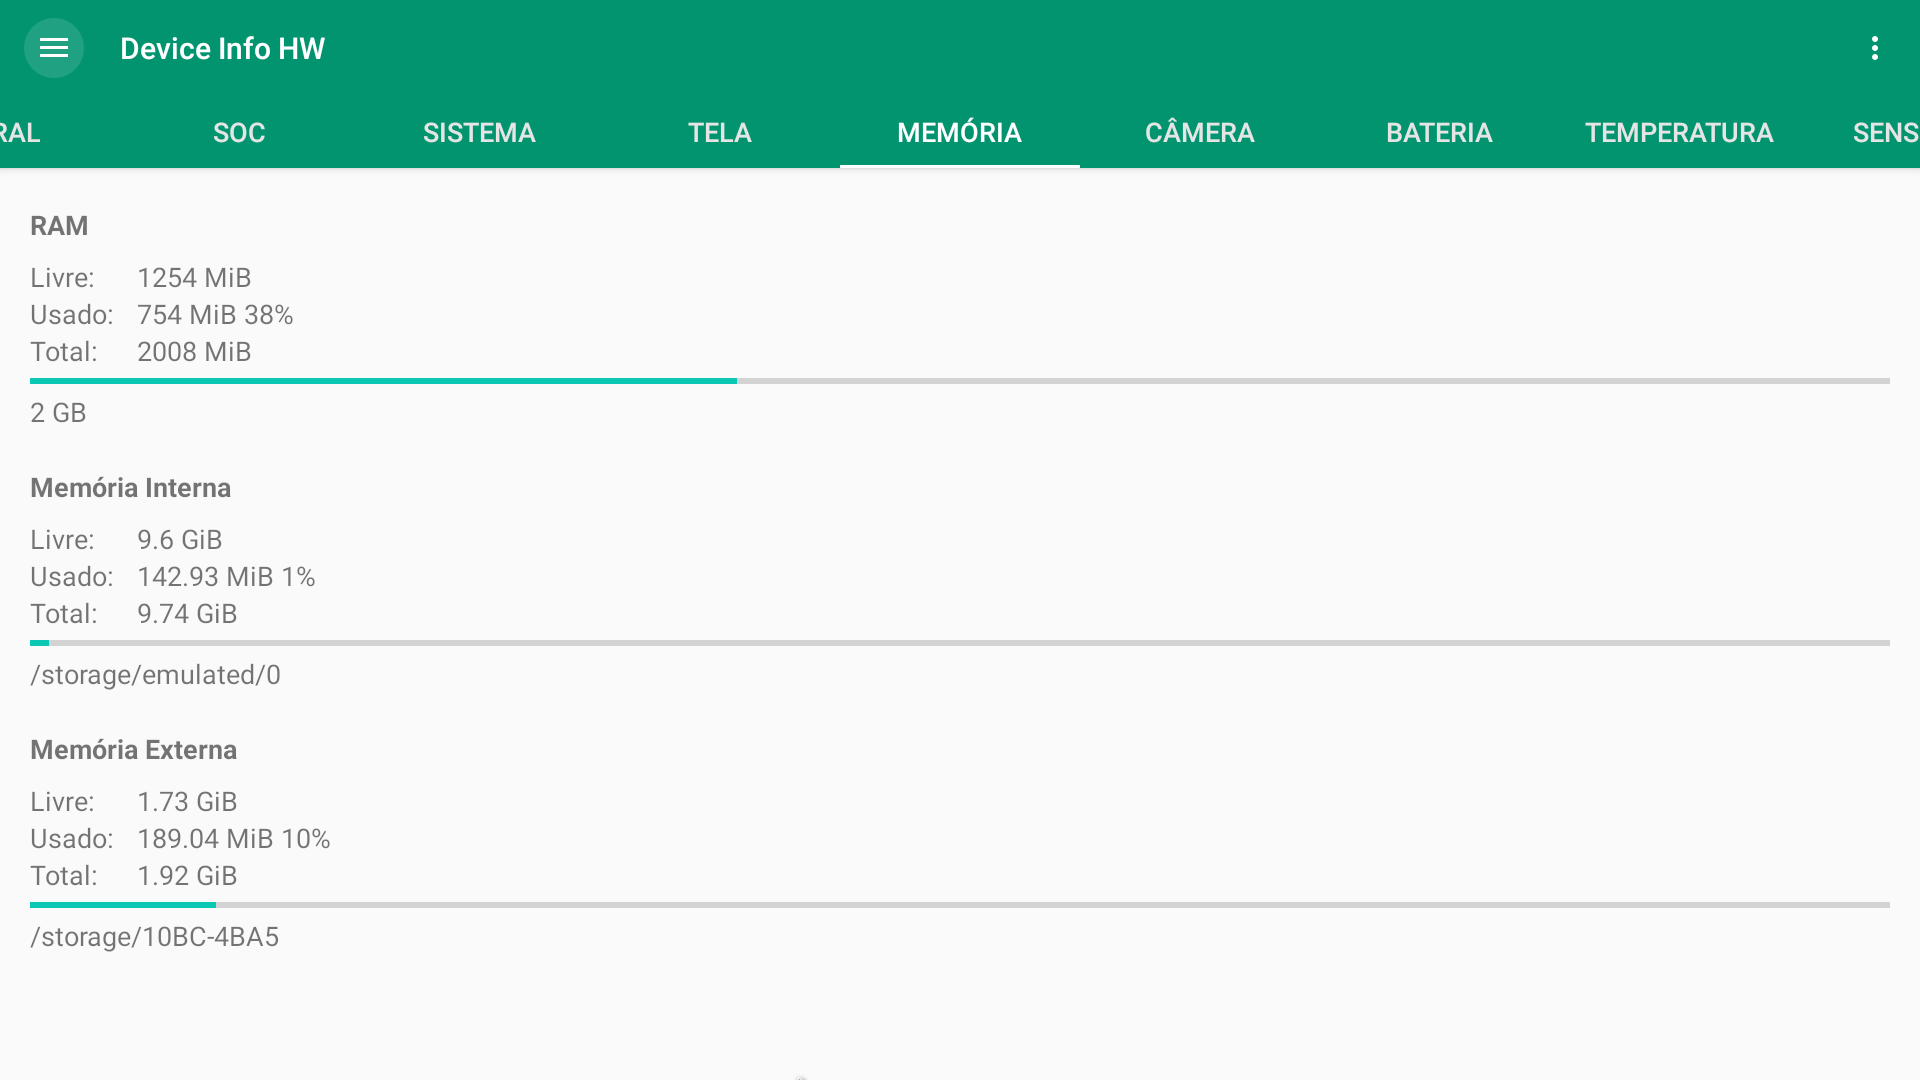 Device Info HW
RAL SOC SISTEMA TELA MEMÓRIA CÂMERA BATERIA TEMPERATURA SENS
RAM
Livre: 1254 MiB
Usado: 754 MiB 38%
Total: 2008 MiB
2 GB
Memória Interna
Livre: 9.6 GiB
Usado: 142.93 MiB 1%
Total: 9.74 GiB
/storage/emulated/0
Memória Externa
Livre: 1.73 GiB
Usado: 189.04 MiB 10%
Total: 1.92 GiB
/storage/10BC-4BA5